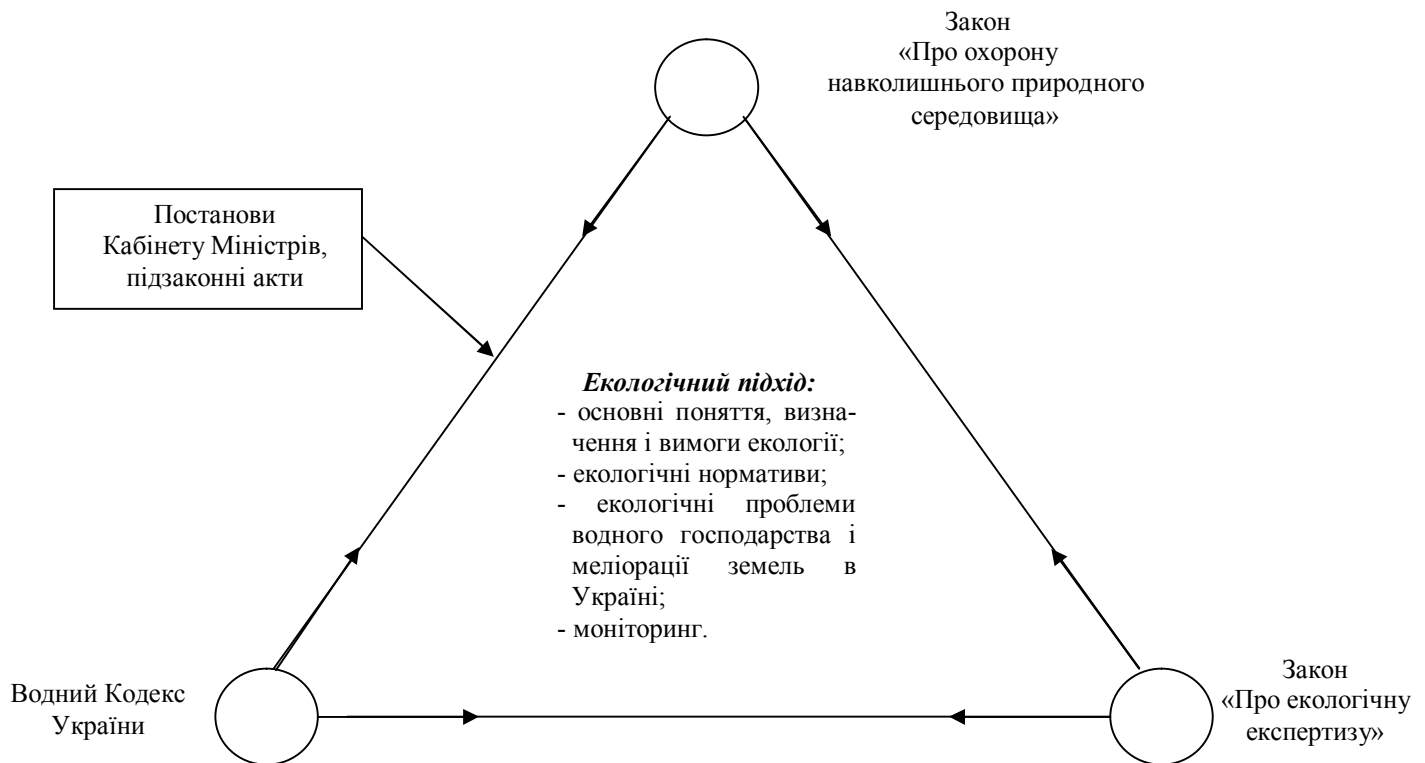 Закон
«Про охорону
навколишнього природного
середовища»
Постанови
Кабінету Міністрів,
підзаконні акти
Екологічний підхід:
- основні поняття, визна-
чення і вимоги екології;
- екологічні нормативи;
- екологічні проблеми
водного господарства і
меліорації земель в
Україні;
- моніторинг.
Водний Кодекс
України
Закон
«Про екологічну
експертизу»